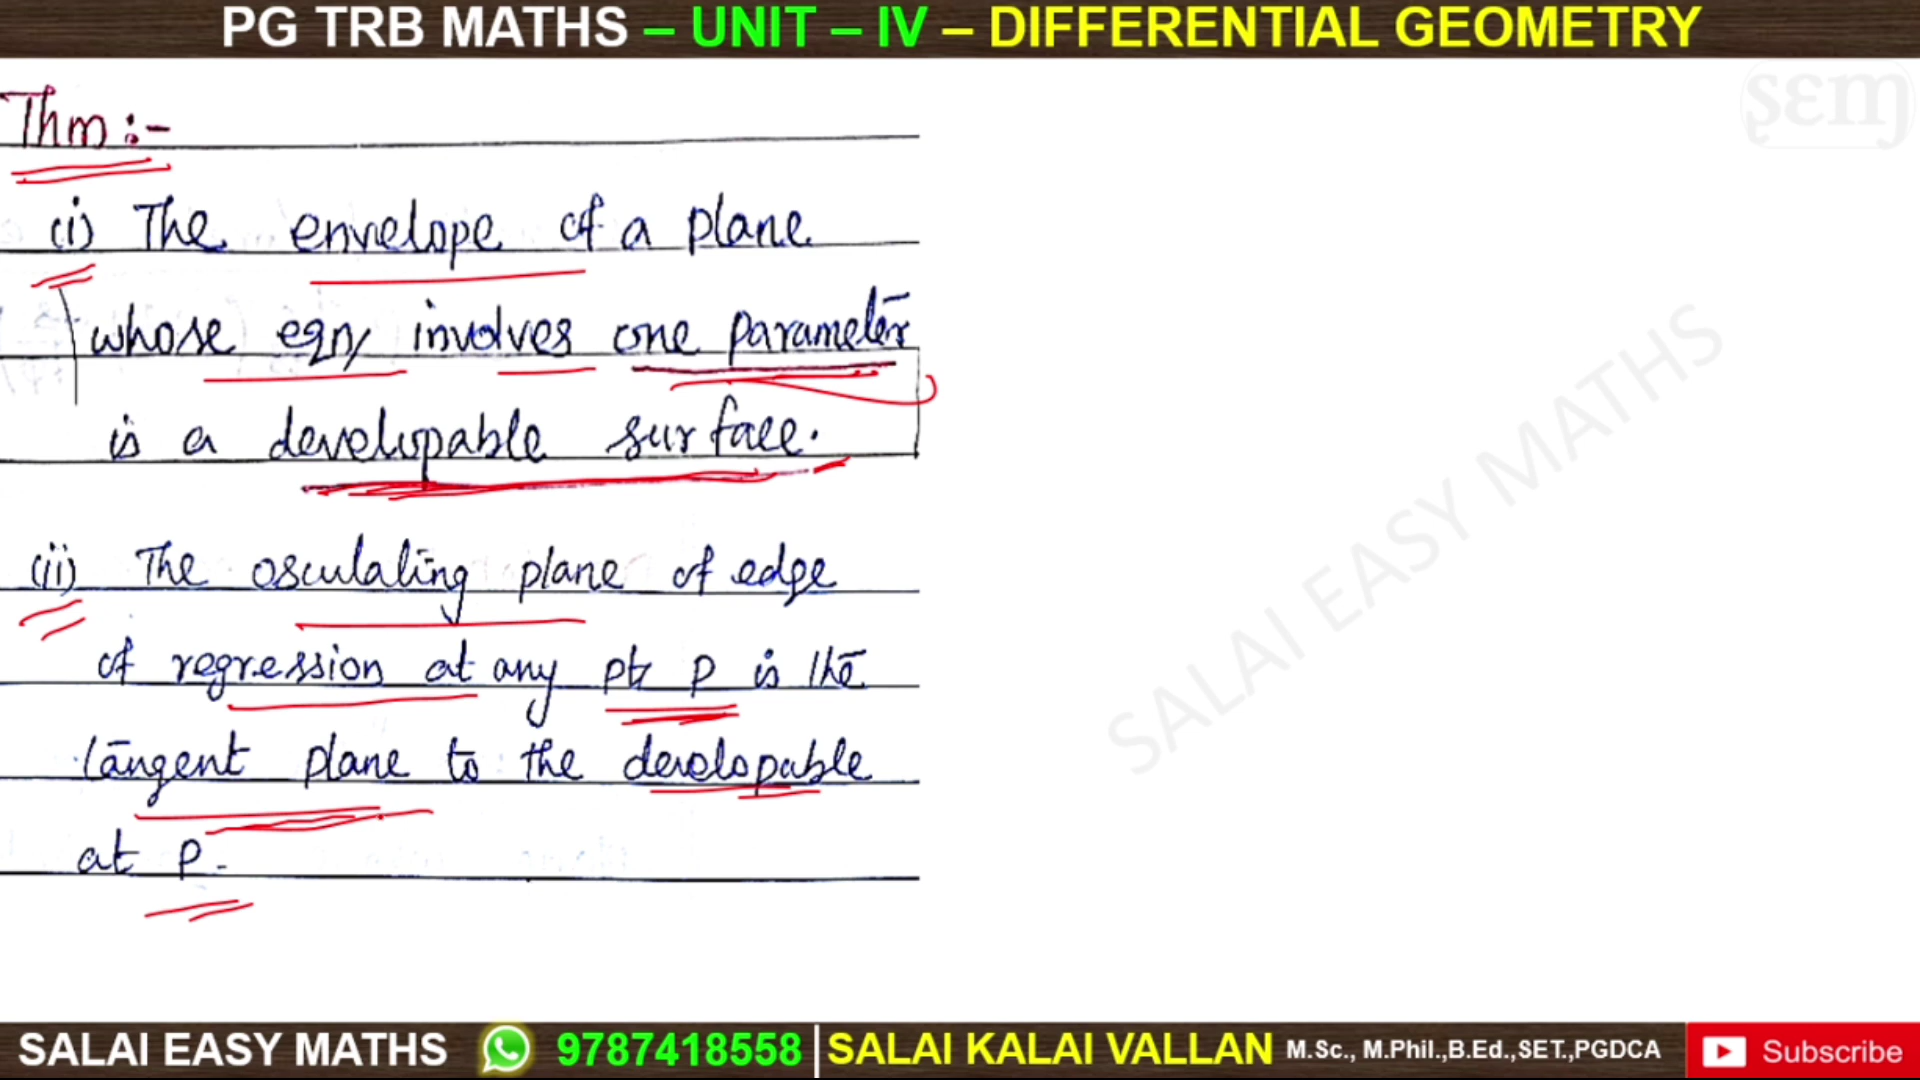 PG TRB MATHS – UNIT – IV – DIFFERENTIAL GEOMETRY
sεm
Thm :-
(i) The envelope of a plane
whose eqn involves one parameter
is a developable surface.
(ii) The osculating plane of edge
of regression at any pt P is the
tangent plane to the developable
at P.
SALAI EASY MATHS
SALAI EASY MATHS 9787418558 | SALAI KALAI VALLAN M.Sc., M.Phil.,B.Ed.,SET.,PGDCA Subscribe